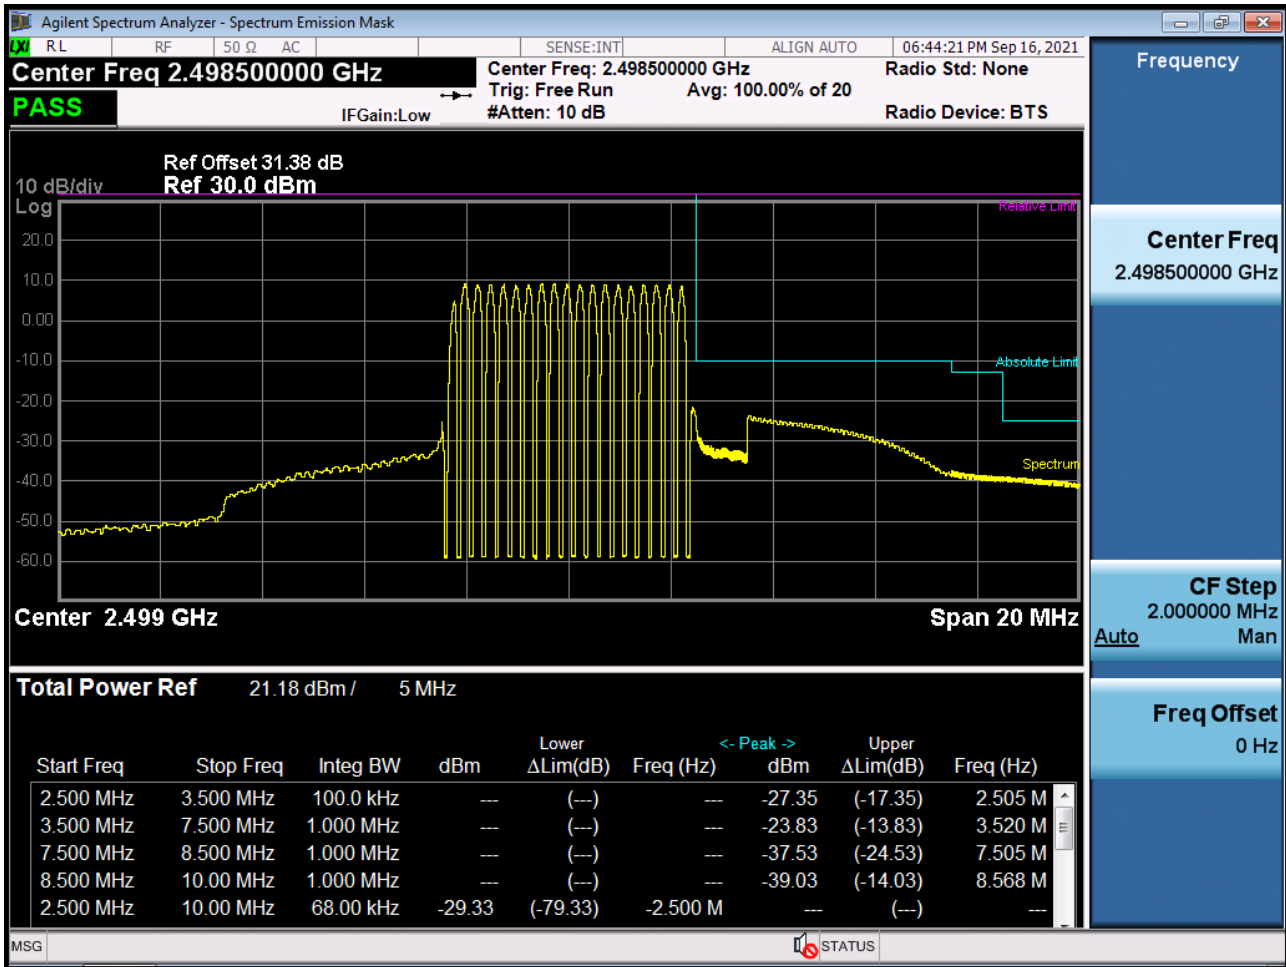 Agilent Spectrum Analyzer - Spectrum Emission Mask
LXI RL RF 50 Ω AC SENSE:INT ALIGN AUTO 06:44:21 PM Sep 16, 2021
Center Freq 2.498500000 GHz
PASS
IFGain:Low
Center Freq: 2.498500000 GHz
Trig: Free Run Avg: 100.00% of 20
#Atten: 10 dB
Radio Std: None
Radio Device: BTS
Ref Offset 31.38 dB
10 dB/div Ref 30.0 dBm
Log
Relative Limit
20.0
10.0
0.00
-10.0
Absolute Limit
-20.0
-30.0
Spectrum
-40.0
-50.0
-60.0
Center 2.499 GHz Span 20 MHz
Total Power Ref 21.18 dBm / 5 MHz
Lower <- Peak -> Upper
Start Freq Stop Freq Integ BW dBm ΔLim(dB) Freq (Hz) dBm ΔLim(dB) Freq (Hz)
2.500 MHz 3.500 MHz 100.0 kHz --- (---) --- -27.35 (-17.35) 2.505 M
3.500 MHz 7.500 MHz 1.000 MHz --- (---) --- -23.83 (-13.83) 3.520 M
7.500 MHz 8.500 MHz 1.000 MHz --- (---) --- -37.53 (-24.53) 7.505 M
8.500 MHz 10.00 MHz 1.000 MHz --- (---) --- -39.03 (-14.03) 8.568 M
2.500 MHz 10.00 MHz 68.00 kHz -29.33 (-79.33) -2.500 M --- (---) ---
MSG STATUS
Frequency
Center Freq
2.498500000 GHz
CF Step
2.000000 MHz
Auto Man
Freq Offset
0 Hz